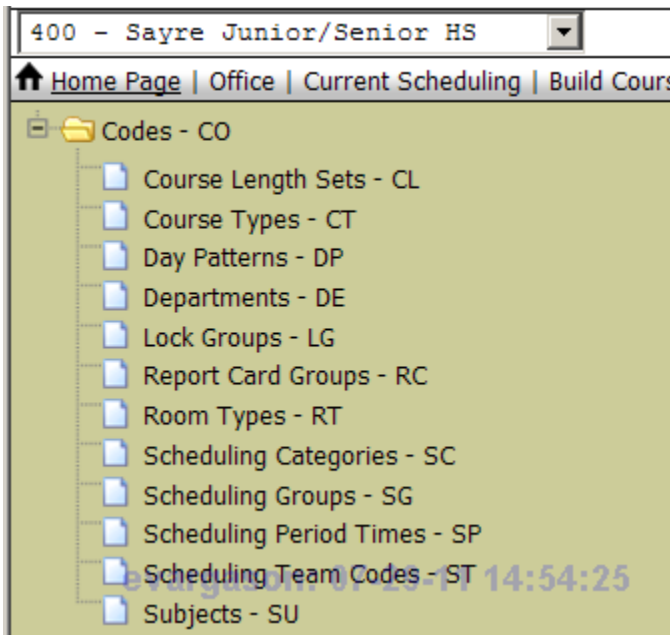 400 - Sayre Junior/Senior HS
Home Page | Office | Current Scheduling | Build
Codes - CO
Course Length Sets - CL
Course Types - CT
Day Patterns - DP
Departments - DE
Lock Groups - LG
Report Card Groups - RC
Room Types - RT
Scheduling Categories - SC
Scheduling Groups - SG
Scheduling Period Times - SP
Scheduling Team Codes - ST
14:54:25
Subjects - SU